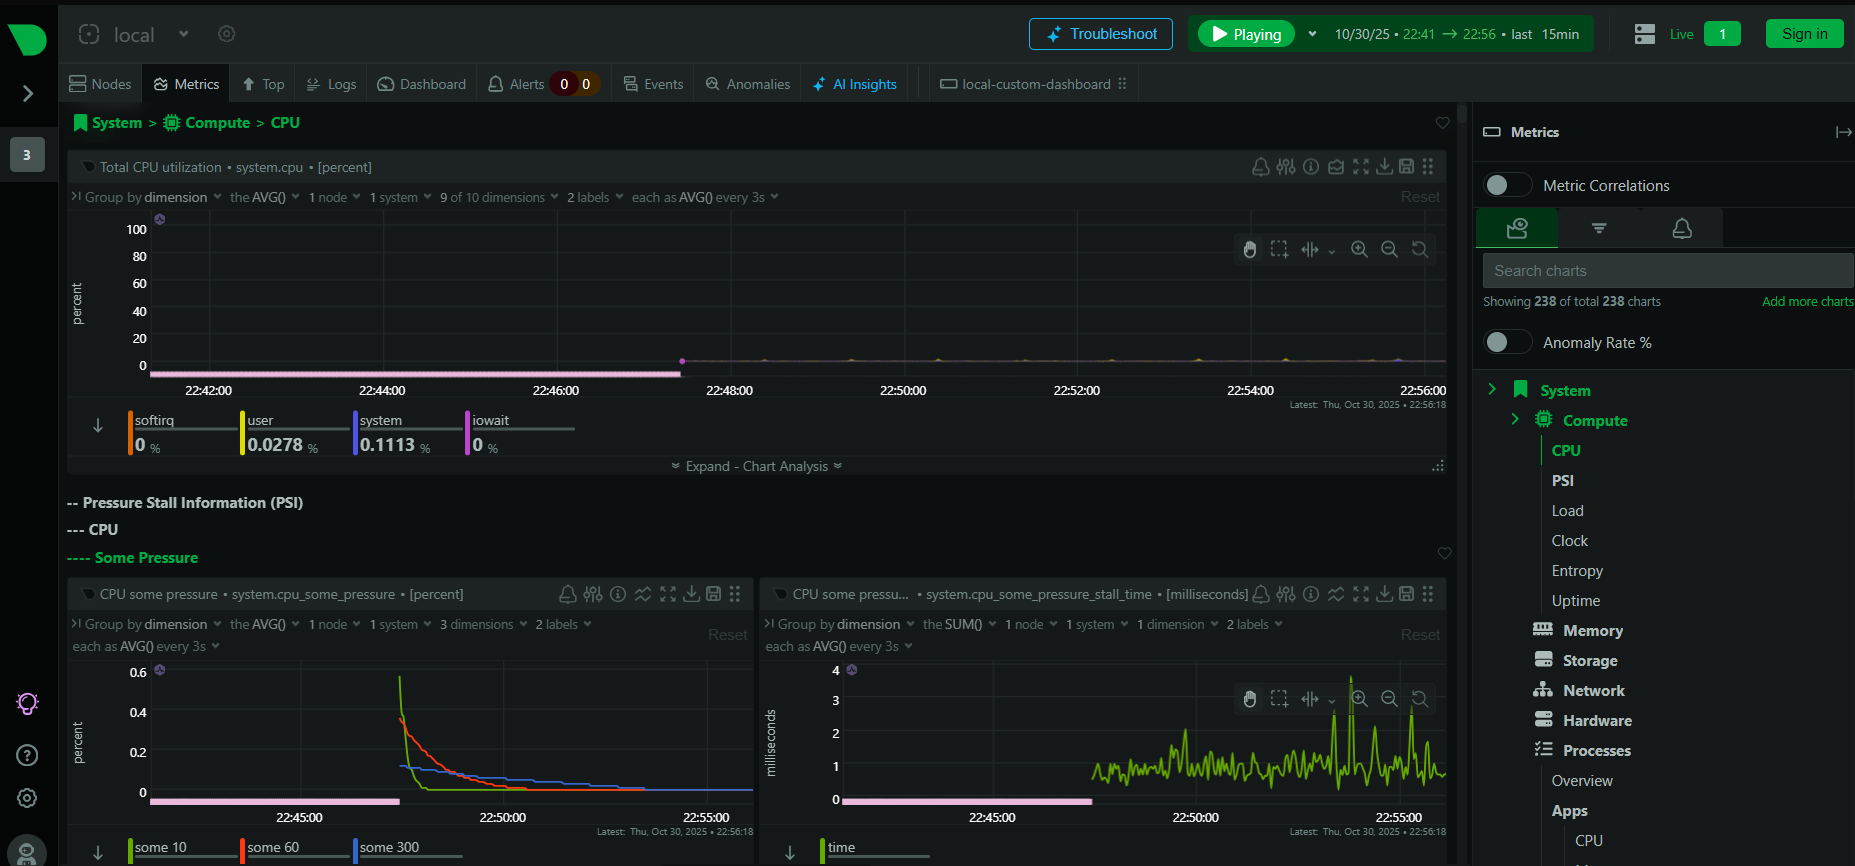 local
Troubleshoot
Playing
10/30/25 • 22:41 → 22:56 • last 15min
Live
1
Sign in
Nodes
Metrics
Top
Logs
Dashboard
Alerts 0 0
Events
Anomalies
AI Insights
local-custom-dashboard
3
System > Compute > CPU
Total CPU utilization • system.cpu • [percent]
Group by dimension the AVG() 1 node 1 system 9 of 10 dimensions 2 labels each as AVG() every 3s
Reset
percent
100
80
60
40
20
0
22:42:00 22:44:00 22:46:00 22:48:00 22:50:00 22:52:00 22:54:00 22:56:00
Latest: Thu, Oct 30, 2025 • 22:56:18
softirq
0 %
user
0.0278 %
system
0.1113 %
iowait
0 %
Expand - Chart Analysis
-- Pressure Stall Information (PSI)
--- CPU
---- Some Pressure
CPU some pressure • system.cpu_some_pressure • [percent]
Group by dimension the AVG() 1 node 1 system 3 dimensions 2 labels
each as AVG() every 3s
Reset
percent
0.6
0.4
0.2
0
22:45:00 22:50:00 22:55:00
Latest: Thu, Oct 30, 2025 • 22:56:18
some 10
some 60
some 300
CPU some pressu... • system.cpu_some_pressure_stall_time • [milliseconds]
Group by dimension the SUM() 1 node 1 system 1 dimension 2 labels
each as AVG() every 3s
Reset
milliseconds
4
3
2
1
0
22:45:00 22:50:00 22:55:00
Latest: Thu, Oct 30, 2025 • 22:56:18
time
Metrics
Metric Correlations
Search charts
Showing 238 of total 238 charts
Add more charts
Anomaly Rate %
System
Compute
CPU
PSI
Load
Clock
Entropy
Uptime
Memory
Storage
Network
Hardware
Processes
Overview
Apps
CPU